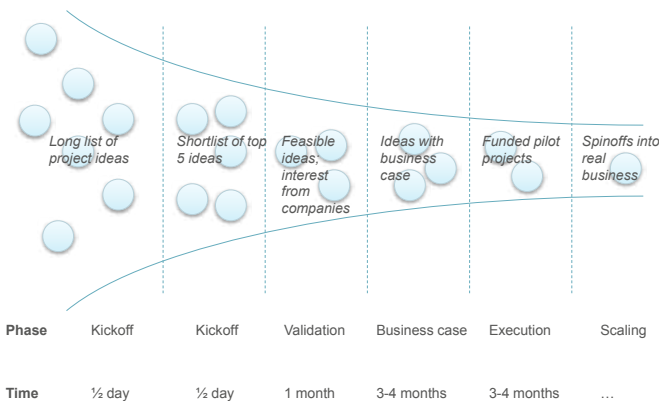 Long list of
project ideas
Shortlist of top
5 ideas
Feasible
ideas;
interest
from
companies
Ideas with
business
case
Funded pilot
projects
Spinoffs into
real
business
Phase Kickoff Kickoff Validation Business case Execution Scaling
Time ½ day ½ day 1 month 3-4 months 3-4 months …